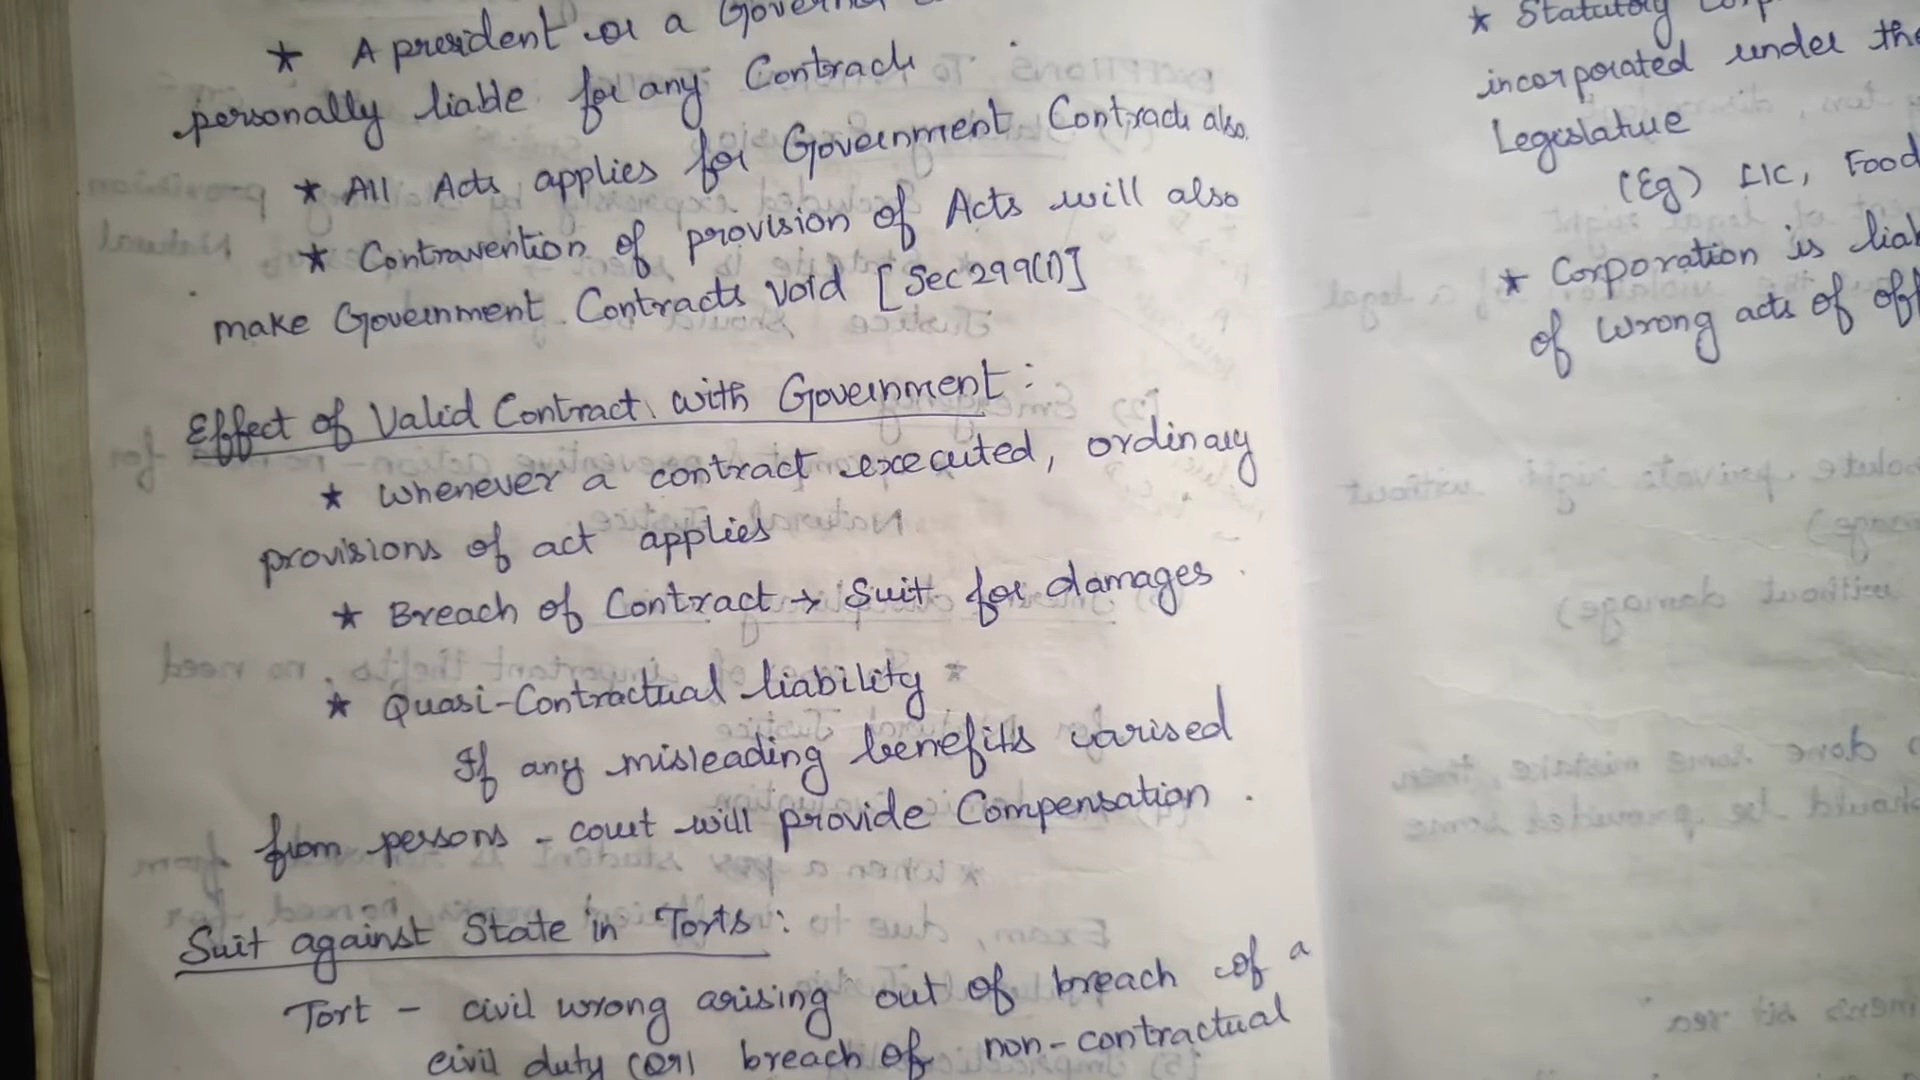 * A president or a Govern
personally liable for any Contract.
* All Acts applies for Government Contracts also.
* Contravention of provision of Acts will also
make Government Contracts void [Sec 299(1)]
Effect of Valid Contract with Government:
* Whenever a contract executed, ordinary
provisions of act applies
* Breach of Contract → Suit for damages.
* Quasi-Contractual liability
If any misleading benefits arised
from persons - court will provide Compensation.
Suit against State in Torts:
Tort - civil wrong arising out of breach of a
civil duty (or) breach of non-contractual
* Statutory
incorporated under the
Legislature
(Eg) LIC, Food
* Corporation is liab
of wrong acts of off